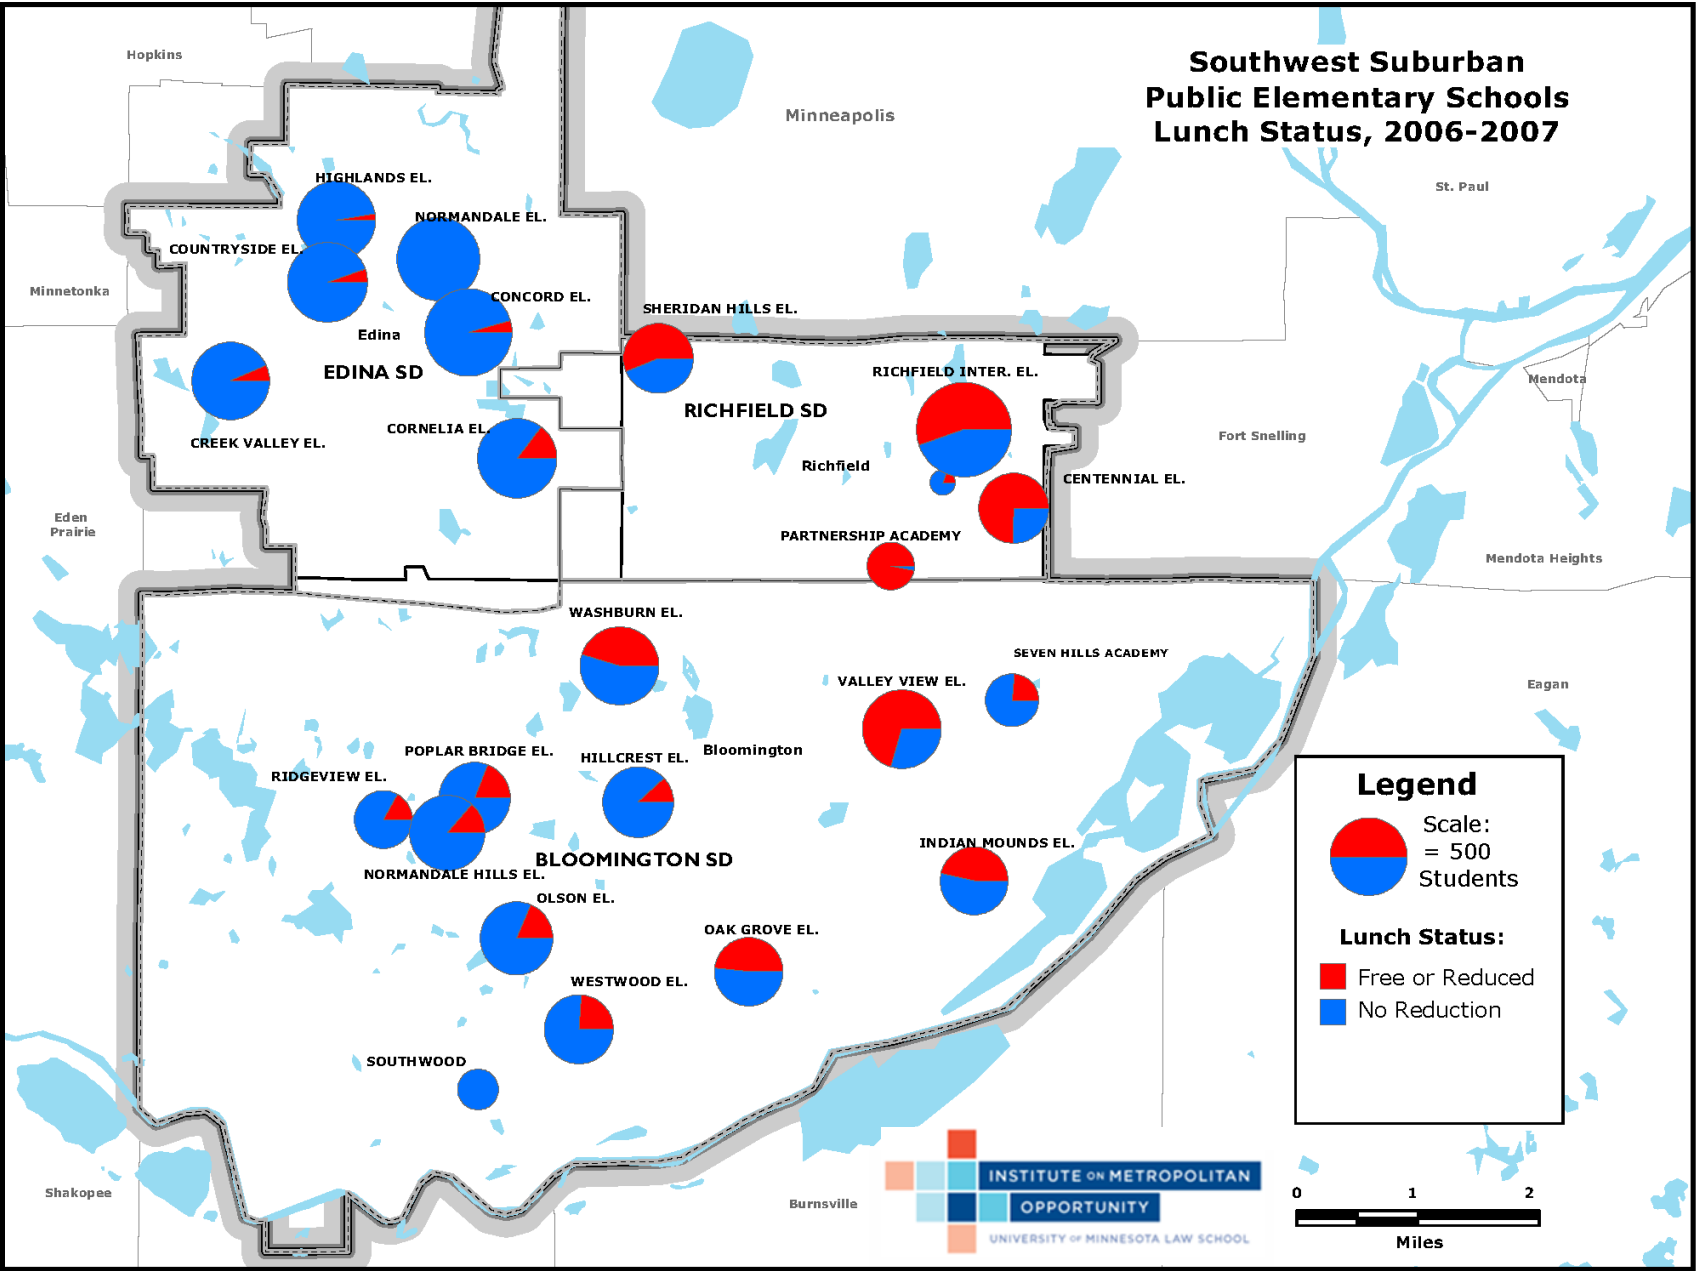 Southwest Suburban
Public Elementary Schools
Lunch Status, 2006-2007
Hopkins
Minneapolis
St. Paul
HIGHLANDS EL.
NORMANDALE EL.
COUNTRYSIDE EL.
Minnetonka
CONCORD EL.
SHERIDAN HILLS EL.
Edina
EDINA SD
RICHFIELD INTER. EL.
Mendota
RICHFIELD SD
CORNELIA EL.
CREEK VALLEY EL.
Fort Snelling
Richfield
CENTENNIAL EL.
Eden
Prairie
PARTNERSHIP ACADEMY
Mendota Heights
WASHBURN EL.
SEVEN HILLS ACADEMY
VALLEY VIEW EL.
Eagan
POPLAR BRIDGE EL.
Bloomington
HILLCREST EL.
RIDGEVIEW EL.
BLOOMINGTON SD
INDIAN MOUNDS EL.
NORMANDALE HILLS EL.
OLSON EL.
OAK GROVE EL.
WESTWOOD EL.
SOUTHWOOD
Legend
Scale:
= 500
Students
Lunch Status:
Free or Reduced
No Reduction
Shakopee
Burnsville
INSTITUTE ON METROPOLITAN
OPPORTUNITY
UNIVERSITY OF MINNESOTA LAW SCHOOL
0 1 2
Miles